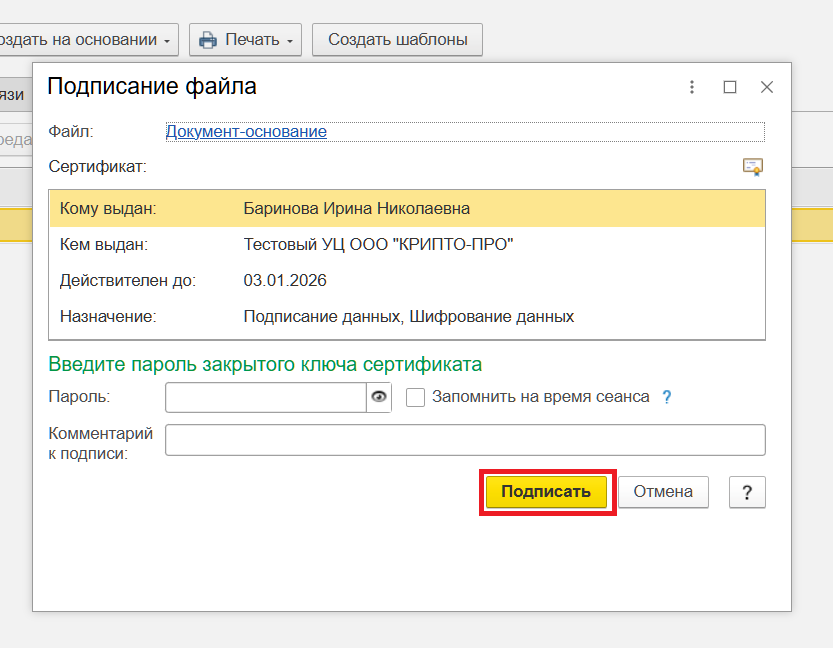 оздать на основании
Печать
Создать шаблоны
язи
реда
Подписание файла
Файл: Документ-основание
Сертификат:
Кому выдан: Баринова Ирина Николаевна
Кем выдан: Тестовый УЦ ООО "КРИПТО-ПРО"
Действителен до: 03.01.2026
Назначение: Подписание данных, Шифрование данных
Введите пароль закрытого ключа сертификата
Пароль: Запомнить на время сеанса ?
Комментарий
к подписи:
Подписать Отмена ?